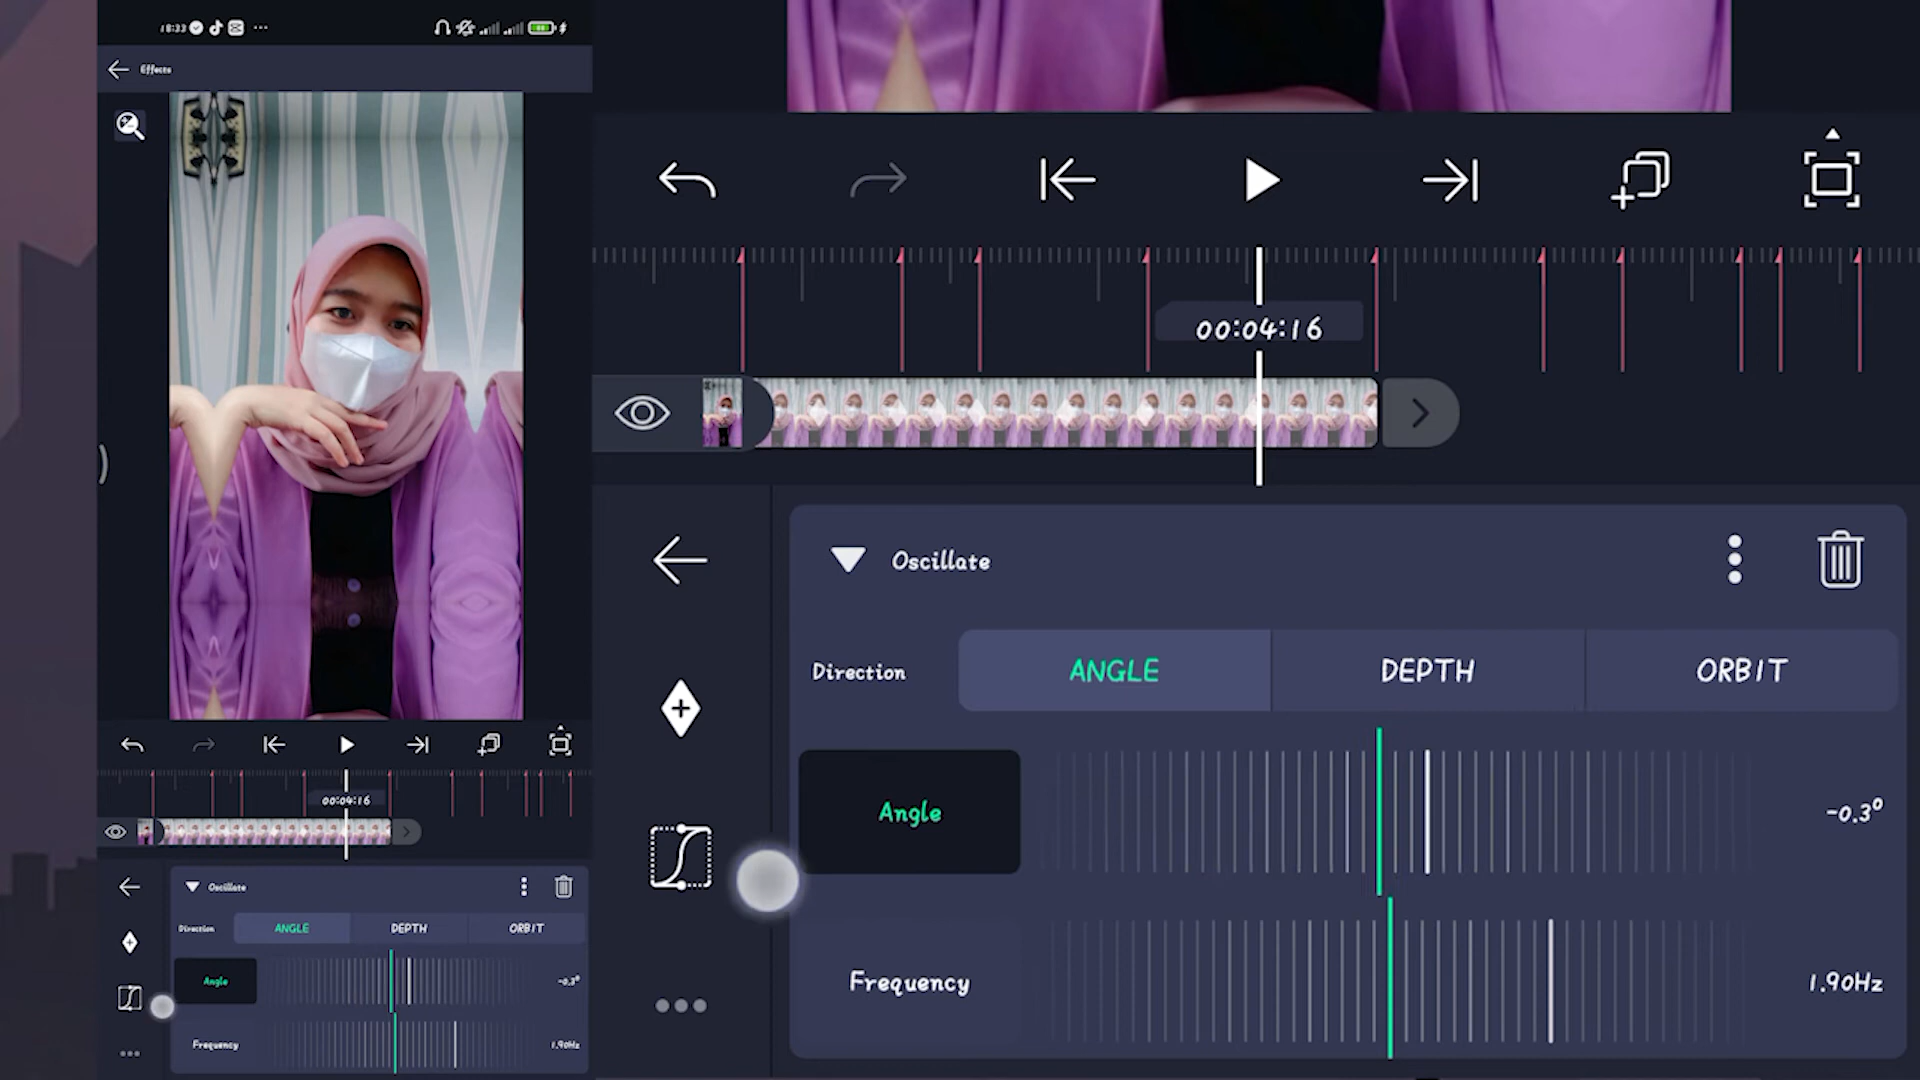 18:33
Effects
00:04:16
Oscillate
Direction
ANGLE
DEPTH
ORBIT
Angle
-0.3°
Frequency
1.90Hz
00:04:16
Oscillate
Direction
ANGLE
DEPTH
ORBIT
Angle
-0.3°
Frequency
1.90Hz